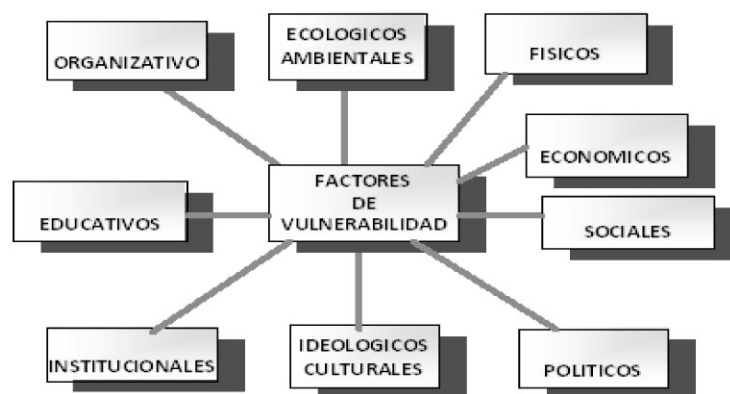 ORGANIZATIVO
ECOLOGICOS
AMBIENTALES
FISICOS
ECONOMICOS
FACTORES
DE
VULNERABILIDAD
EDUCATIVOS
SOCIALES
INSTITUCIONALES
IDEOLOGICOS
CULTURALES
POLITICOS